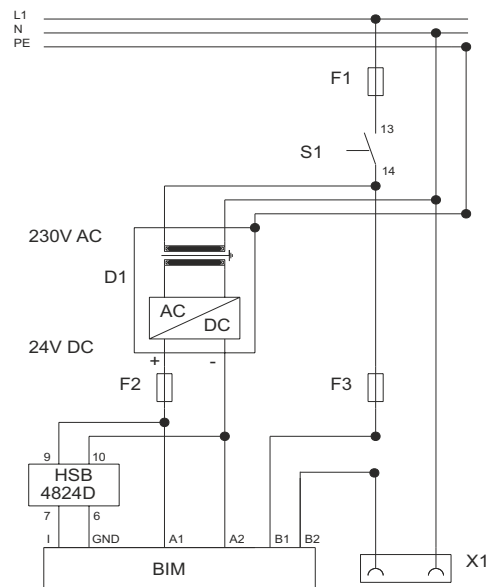 L1
N
PE
F1
13
S1
14
230V AC
D1
AC
DC
24V DC
+ -
F2
F3
9 10
HSB
4824D
7 6
I GND A1 A2 B1 B2
BIM
X1